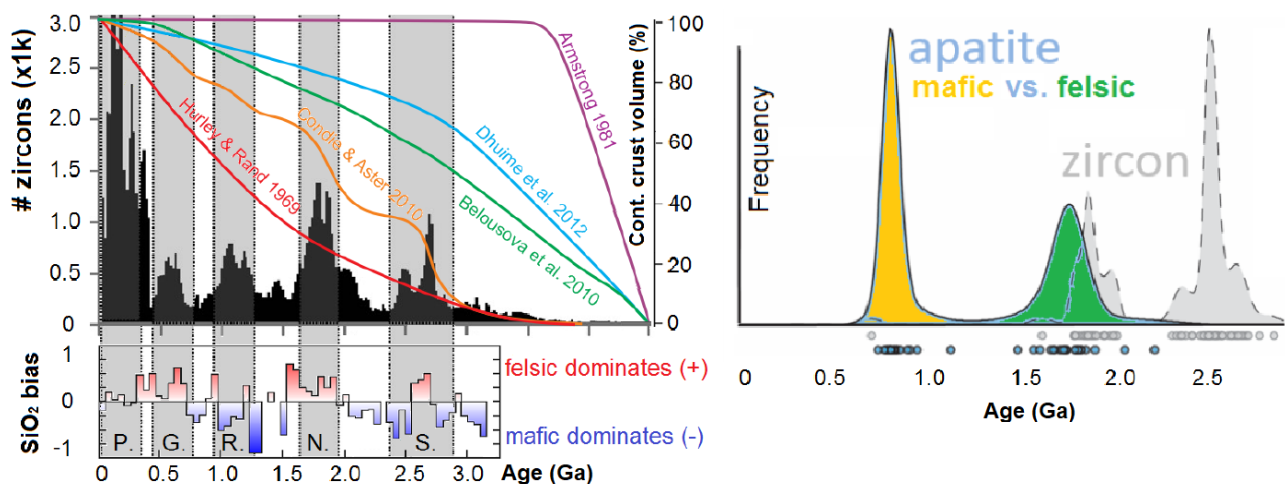 # zircons (x1k)
3.0
2.5
2.0
1.5
1.0
0.5
0
Hurley & Rand 1969
Condie & Aster 2010
Belousova et al. 2010
Dhuime et al. 2012
Armstrong 1981
100
80
60
40
20
0
Cont. crust volume (%)
SiO₂ bias
1
0
-1
P.
G.
R.
N.
S.
felsic dominates (+)
mafic dominates (-)
0 0.5 1.0 1.5 2.0 2.5 3.0 Age (Ga)
Frequency
apatite
mafic vs. felsic
zircon
0 0.5 1.0 1.5 2.0 2.5
Age (Ga)